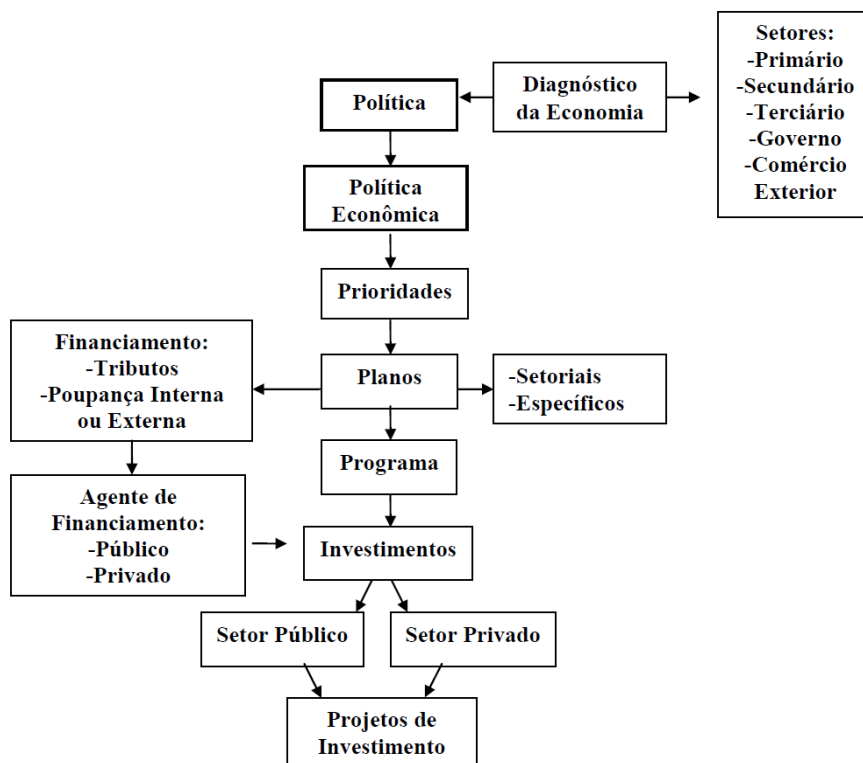 Setores:
-Primário
-Secundário
-Terciário
-Governo
-Comércio
Exterior
Diagnóstico
da Economia
Política
Política
Econômica
Prioridades
Financiamento:
-Tributos
-Poupança Interna
ou Externa
Planos
-Setoriais
-Específicos
Programa
Agente de
Financiamento:
-Público
-Privado
Investimentos
Setor Público
Setor Privado
Projetos de
Investimento